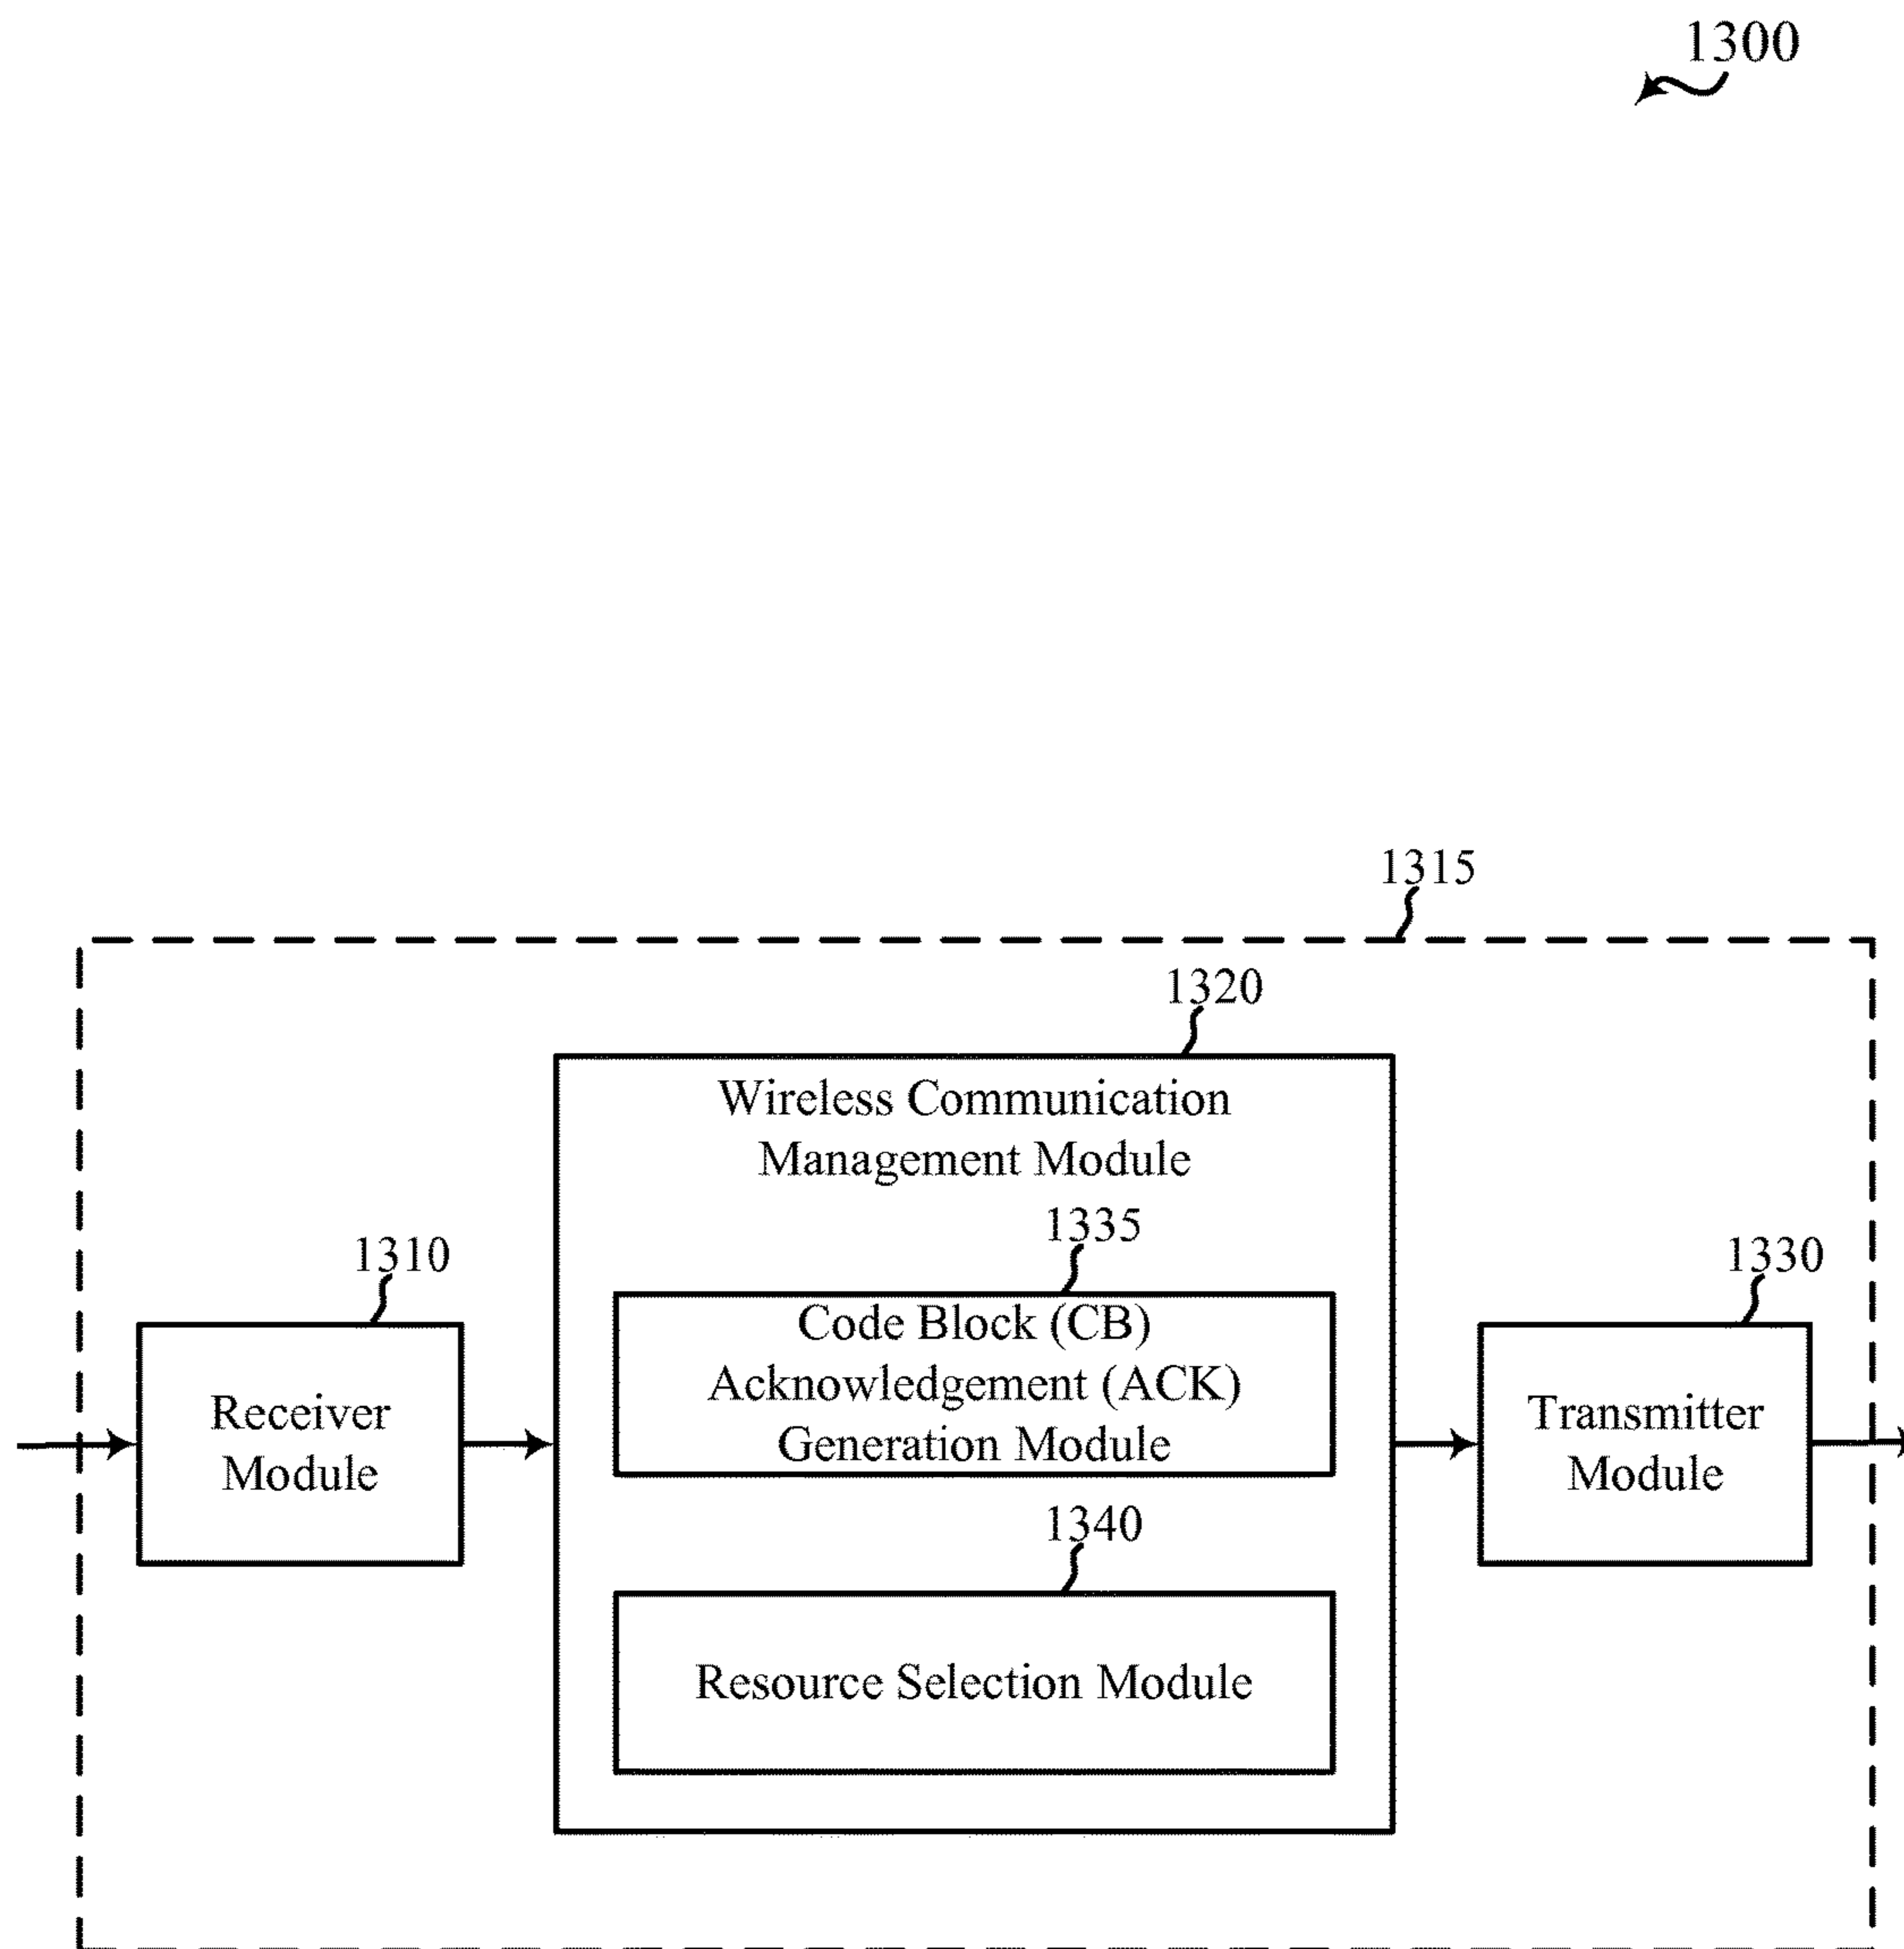 1300
1315
1320
Wireless Communication
Management Module
1335
1310
1330
Code Block (CB)
Acknowledgement (ACK)
Generation Module
Receiver
Module
Transmitter
Module
1340
Resource Selection Module